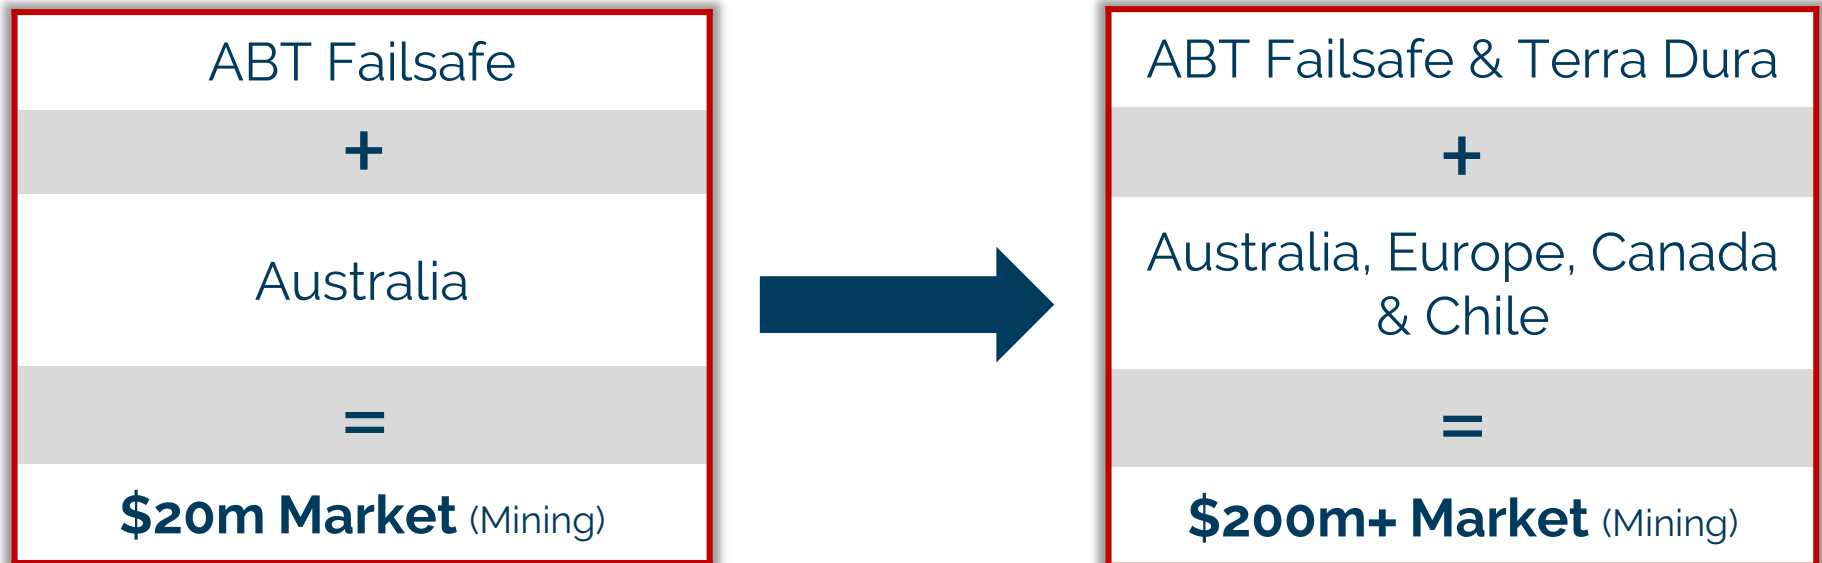 ABT Failsafe
+
Australia
=
$20m Market (Mining)
ABT Failsafe & Terra Dura
+
Australia, Europe, Canada
& Chile
=
$200m+ Market (Mining)